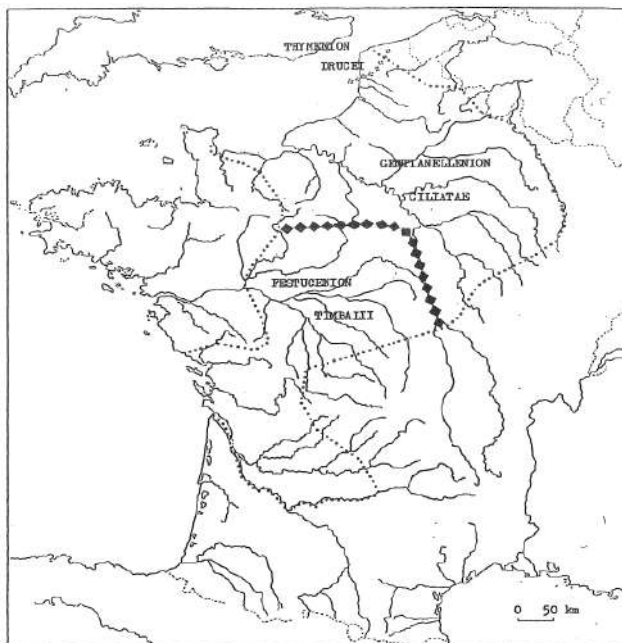 THYMENION
DRUCEI
GENTIANELLENION
CILIATAE
FESTUCENION
TIMBALII
0 50 km